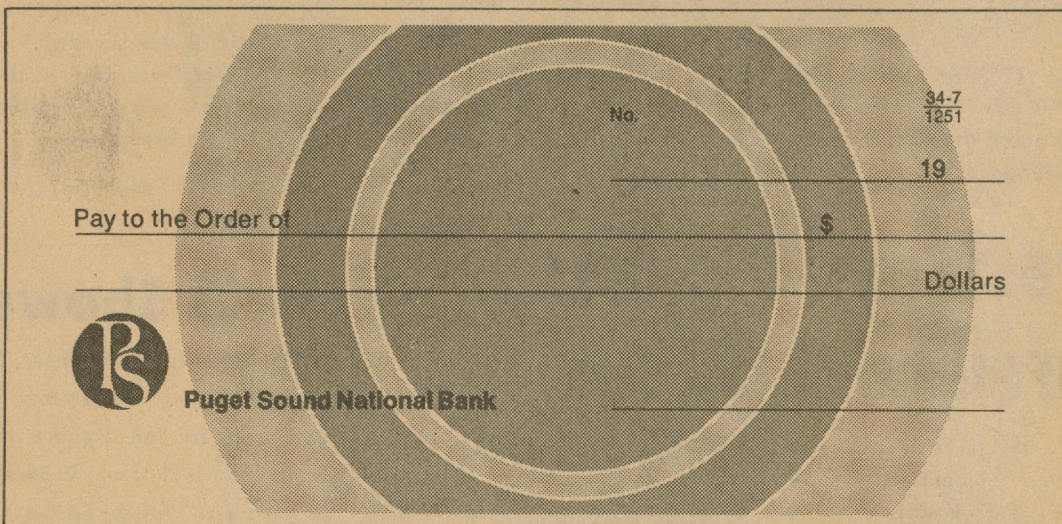 No.
34-7
1251
19
Pay to the Order of $
Dollars
PS
Puget Sound National Bank